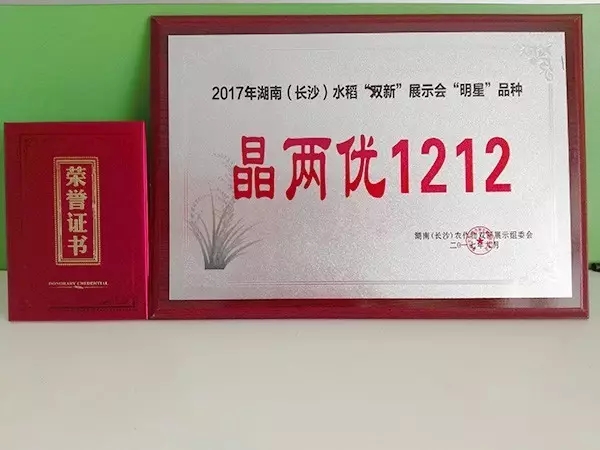 荣誉证书
HONORARY CREDENTIAL
2017年湖南（长沙）水稻“双新”展示会“明星”品种
晶两优1212
湖南（长沙）农作物双新展示组委会